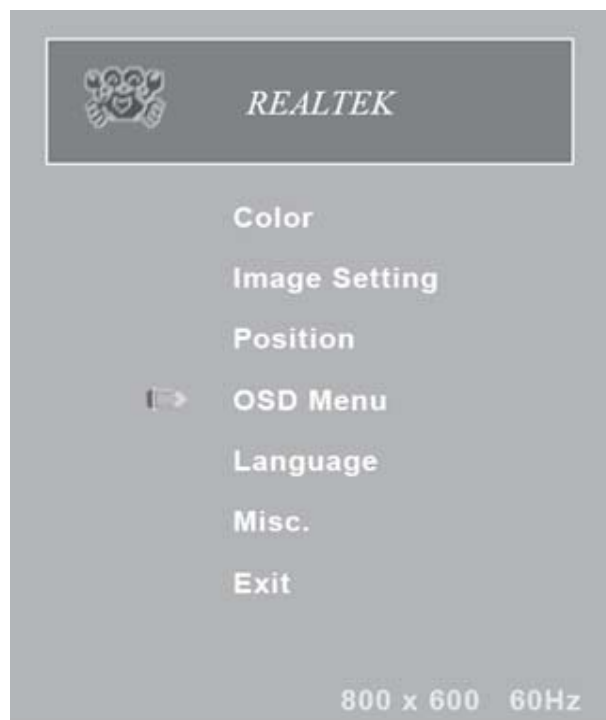 REALTEK
Color
Image Setting
Position
OSD Menu
Language
Misc.
Exit
800 x 600 60Hz